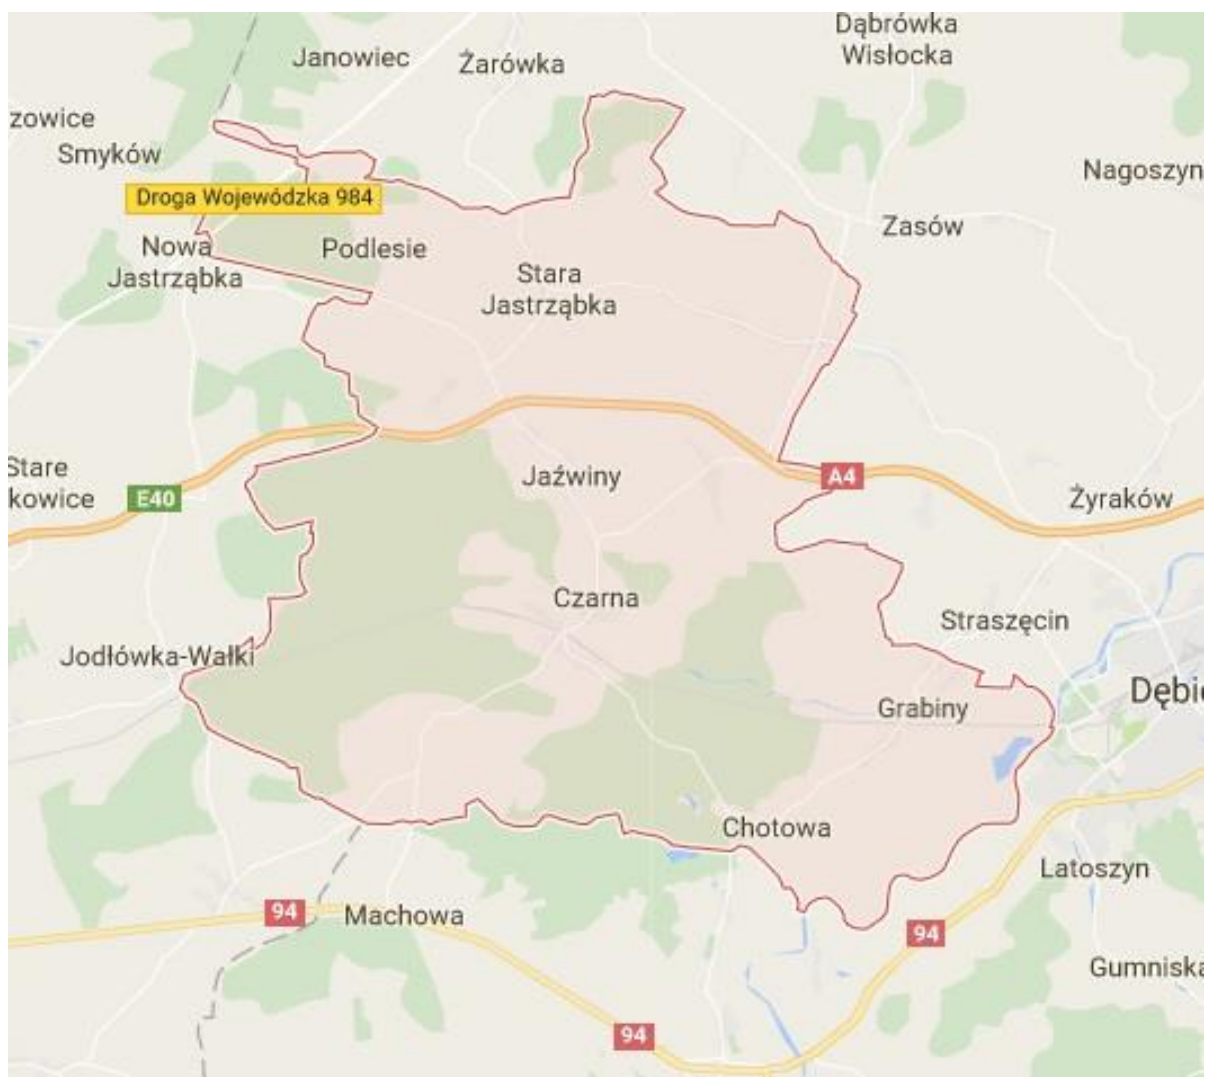 Dąbrówka
Wisłocka
Janowiec
Żarówka
zowice
Smyków
Nagoszyn
Droga Wojewódzka 984
Zasów
Nowa
Jastrząbka
Podlesie
Stara
Jastrząbka
Stare
kowice
E40
Jaźwiny
A4
Żyraków
Czarna
Straszęcin
Jodłówka-Wałki
Dębi
Grabiny
Chotowa
Latoszyn
94
Machowa
94
Gumniska
94